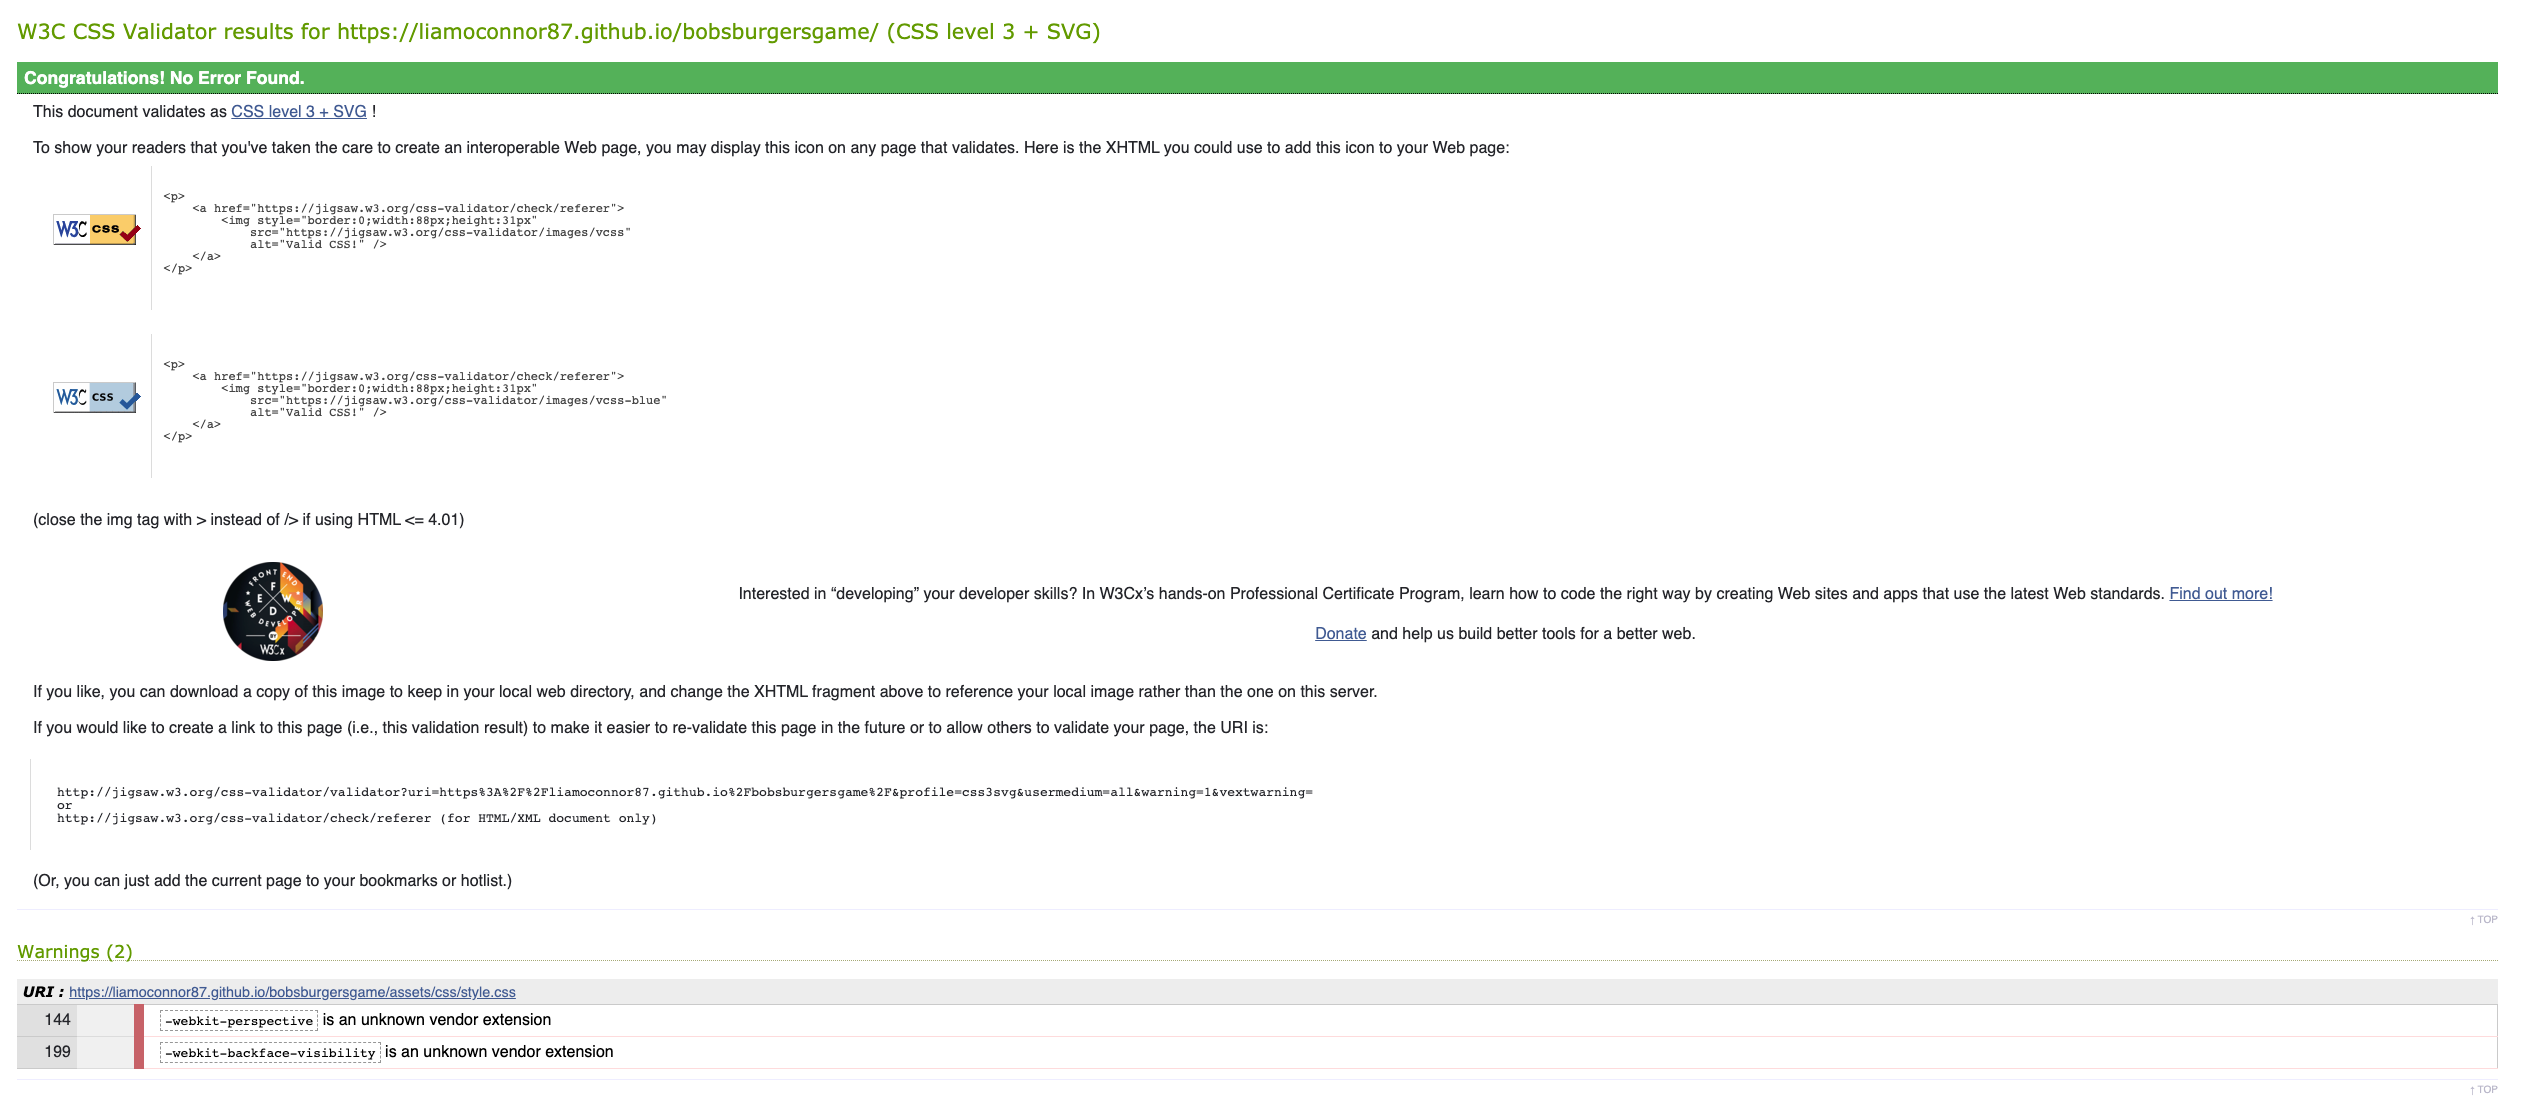 W3C CSS Validator results for https://liamoconnor87.github.io/bobsburgersgame/ (CSS level 3 + SVG)
Congratulations! No Error Found.
This document validates as CSS level 3 + SVG !
To show your readers that you've taken the care to create an interoperable Web page, you may display this icon on any page that validates. Here is the XHTML you could use to add this icon to your Web page:
W3C css
<p>
<a href="https://jigsaw.w3.org/css-validator/check/referer">
<img style="border:0;width:88px;height:31px"
src="https://jigsaw.w3.org/css-validator/images/vcss"
alt="Valid CSS!" />
</a>
</p>
W3C css
<p>
<a href="https://jigsaw.w3.org/css-validator/check/referer">
<img style="border:0;width:88px;height:31px"
src="https://jigsaw.w3.org/css-validator/images/vcss-blue"
alt="Valid CSS!" />
</a>
</p>
(close the img tag with > instead of /> if using HTML <= 4.01)
FRONT END
F E W D
WEB DEVELOPER
BY
W3Cx
Interested in “developing” your developer skills? In W3Cx’s hands-on Professional Certificate Program, learn how to code the right way by creating Web sites and apps that use the latest Web standards. Find out more!
Donate and help us build better tools for a better web.
If you like, you can download a copy of this image to keep in your local web directory, and change the XHTML fragment above to reference your local image rather than the one on this server.
If you would like to create a link to this page (i.e., this validation result) to make it easier to re-validate this page in the future or to allow others to validate your page, the URI is:
http://jigsaw.w3.org/css-validator/validator?uri=https%3A%2F%2Fliamoconnor87.github.io%2Fbobsburgersgame%2F&profile=css3svg&usermedium=all&warning=1&vextwarning=
or
http://jigsaw.w3.org/css-validator/check/referer (for HTML/XML document only)
(Or, you can just add the current page to your bookmarks or hotlist.)
↑ TOP
Warnings (2)
URI : https://liamoconnor87.github.io/bobsburgersgame/assets/css/style.css
144 -webkit-perspective is an unknown vendor extension
199 -webkit-backface-visibility is an unknown vendor extension
↑ TOP